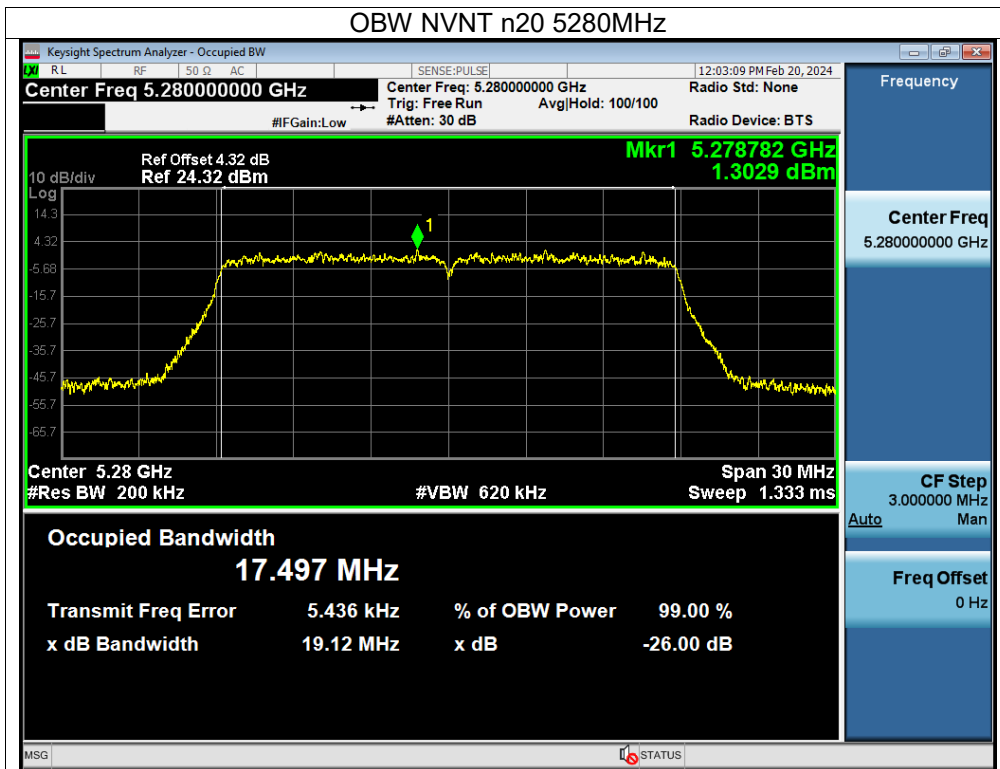 OBW NVNT n20 5280MHz
Keysight Spectrum Analyzer - Occupied BW
LXI RL RF 50 Ω AC SENSE:PULSE 12:03:09 PM Feb 20, 2024
Center Freq 5.280000000 GHz
Center Freq: 5.280000000 GHz
Radio Std: None
Trig: Free Run Avg|Hold: 100/100
#IFGain:Low
#Atten: 30 dB
Radio Device: BTS
Mkr1 5.278782 GHz
1.3029 dBm
Ref Offset 4.32 dB
10 dB/div Ref 24.32 dBm
Log
14.3
4.32
-5.68
-15.7
-25.7
-35.7
-45.7
-55.7
-65.7
1
Center 5.28 GHz Span 30 MHz
#Res BW 200 kHz #VBW 620 kHz Sweep 1.333 ms
Occupied Bandwidth
17.497 MHz
Transmit Freq Error 5.436 kHz % of OBW Power 99.00 %
x dB Bandwidth 19.12 MHz x dB -26.00 dB
Frequency
Center Freq
5.280000000 GHz
CF Step
3.000000 MHz
Auto Man
Freq Offset
0 Hz
MSG STATUS